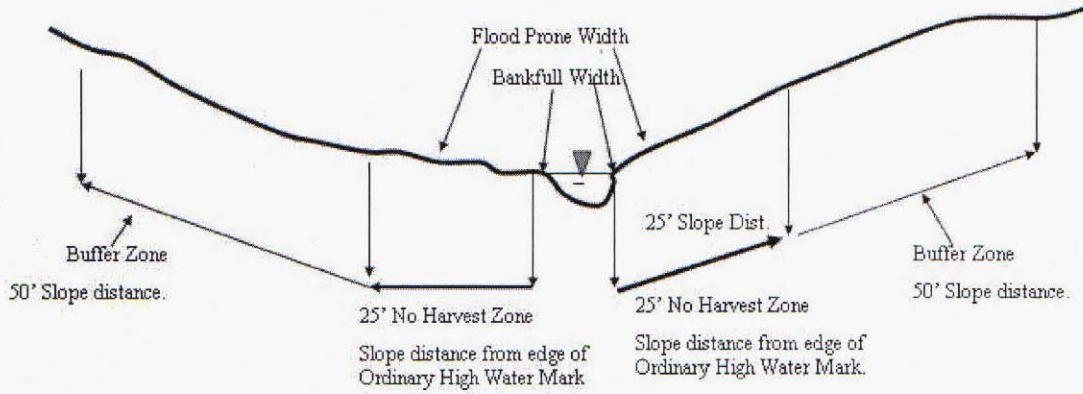 Flood Prone Width
Bankfull Width
25' Slope Dist.
Buffer Zone
50' Slope distance.
Buffer Zone
50' Slope distance.
25' No Harvest Zone
Slope distance from edge of
Ordinary High Water Mark
25' No Harvest Zone
Slope distance from edge of
Ordinary High Water Mark.